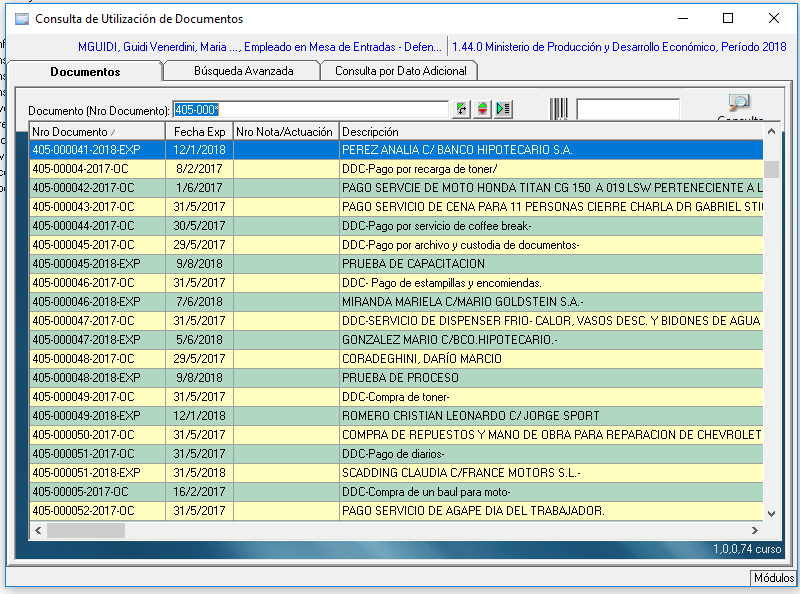 Consulta de Utilización de Documentos
MGUIDI, Guidi Venerdini, Maria ..., Empleado en Mesa de Entradas - Defen... 1.44.0 Ministerio de Producción y Desarrollo Económico, Período 2018
Documentos Búsqueda Avanzada Consulta por Dato Adicional
Documento (Nro Documento): 405-000*
Consulta
Nro Documento Fecha Exp Nro Nota/Actuación Descripción
405-000041-2018-EXP 12/1/2018 PEREZ ANALIA C/ BANCO HIPOTECARIO S.A.
405-00004-2017-OC 8/2/2017 DDC-Pago por recarga de toner/
405-000042-2017-OC 1/6/2017 PAGO SERVCIE DE MOTO HONDA TITAN CG 150 A 019 LSW PERTENECIENTE A L
405-000043-2017-OC 31/5/2017 PAGO SERVICIO DE CENA PARA 11 PERSONAS CIERRE CHARLA DR GABRIEL STI
405-000044-2017-OC 30/5/2017 DDC-Pago por servicio de coffee break-
405-000045-2017-OC 29/5/2017 DDC-Pago por archivo y custodia de documentos-
405-000045-2018-EXP 9/8/2018 PRUEBA DE CAPACITACION
405-000046-2017-OC 31/5/2017 DDC- Pago de estampillas y encomiendas.
405-000046-2018-EXP 7/6/2018 MIRANDA MARIELA C/MARIO GOLDSTEIN S.A.-
405-000047-2017-OC 31/5/2017 DDC-SERVICIO DE DISPENSER FRIO- CALOR, VASOS DESC. Y BIDONES DE AGUA
405-000047-2018-EXP 5/6/2018 GONZALEZ MARIO C/BCO.HIPOTECARIO.-
405-000048-2017-OC 29/5/2017 CORADEGHINI, DARÍO MARCIO
405-000048-2018-EXP 9/8/2018 PRUEBA DE PROCESO
405-000049-2017-OC 31/5/2017 DDC-Compra de toner-
405-000049-2018-EXP 12/1/2018 ROMERO CRISTIAN LEONARDO C/ JORGE SPORT
405-000050-2017-OC 31/5/2017 COMPRA DE REPUESTOS Y MANO DE OBRA PARA REPARACION DE CHEVROLET
405-000051-2017-OC 31/5/2017 DDC-Pago de diarios-
405-000051-2018-EXP 31/5/2018 SCADDING CLAUDIA C/FRANCE MOTORS S.L.-
405-00005-2017-OC 16/2/2017 DDC-Compra de un baul para moto-
405-000052-2017-OC 31/5/2017 PAGO SERVICIO DE AGAPE DIA DEL TRABAJADOR.
1,0,0,74 curso
Módulos